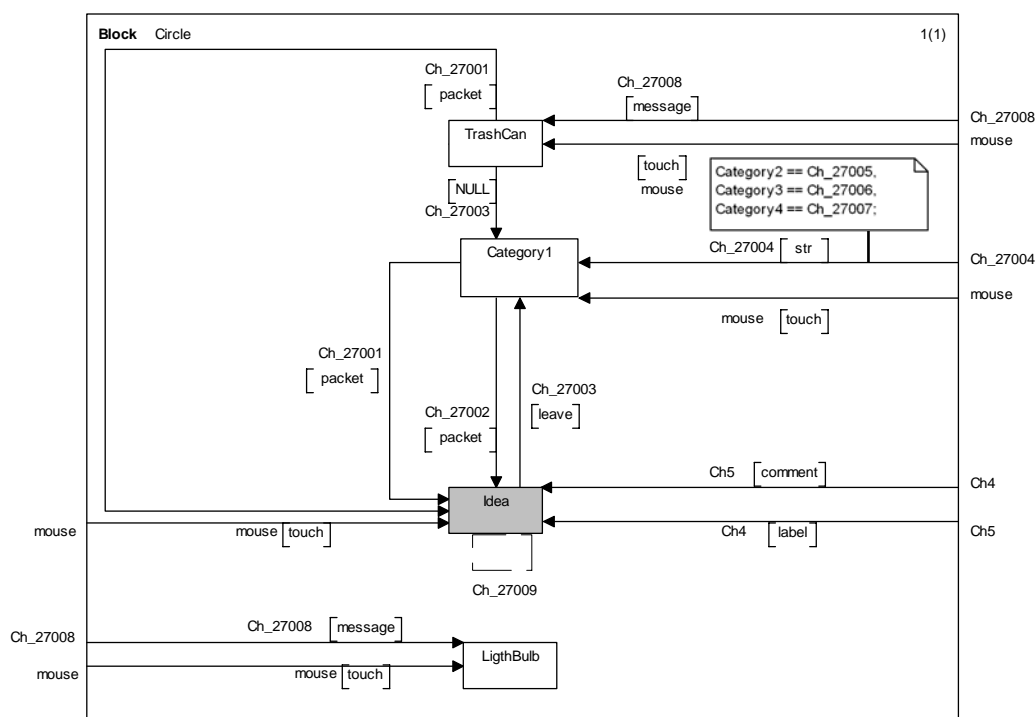 Block Circle 1(1)
Ch_27001
packet
Ch_27008
message
Ch_27008
TrashCan
mouse
touch
mouse
NULL
Ch_27003
Category2 == Ch_27005,
Category3 == Ch_27006,
Category4 == Ch_27007;
Category1
Ch_27004 str
Ch_27004
mouse
mouse touch
Ch_27001
packet
Ch_27003
leave
Ch_27002
packet
Ch5 comment
Ch4
Idea
mouse
mouse touch
Ch4 label
Ch5
Ch_27009
Ch_27008
Ch_27008 message
LigthBulb
mouse
mouse touch